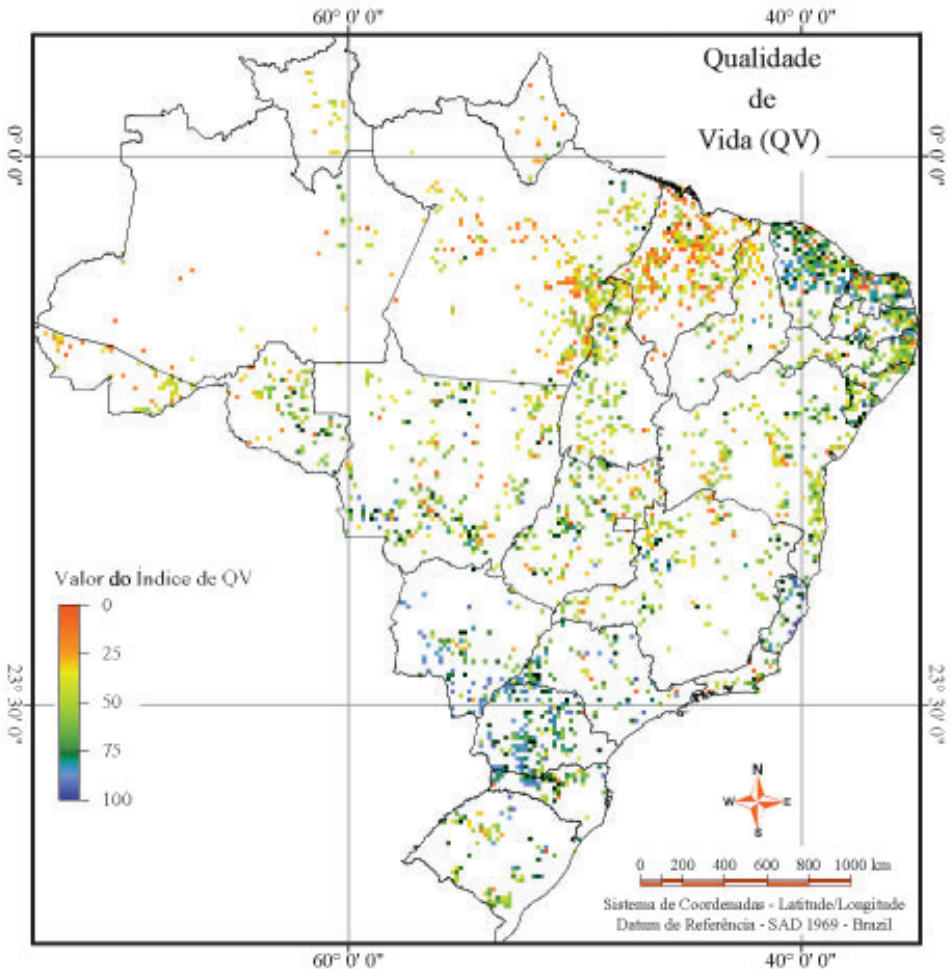 60° 0' 0"
40° 0' 0"
Qualidade
de
Vida (QV)
0° 0' 0"
0° 0' 0"
Valor do Índice de QV
0
25
50
75
100
23° 30' 0"
23° 30' 0"
N
W
E
S
0 200 400 600 800 1000 km
Sistema de Coordenadas - Latitude/Longitude
Datum de Referência - SAD 1969 - Brazil
60° 0' 0"
40° 0' 0"